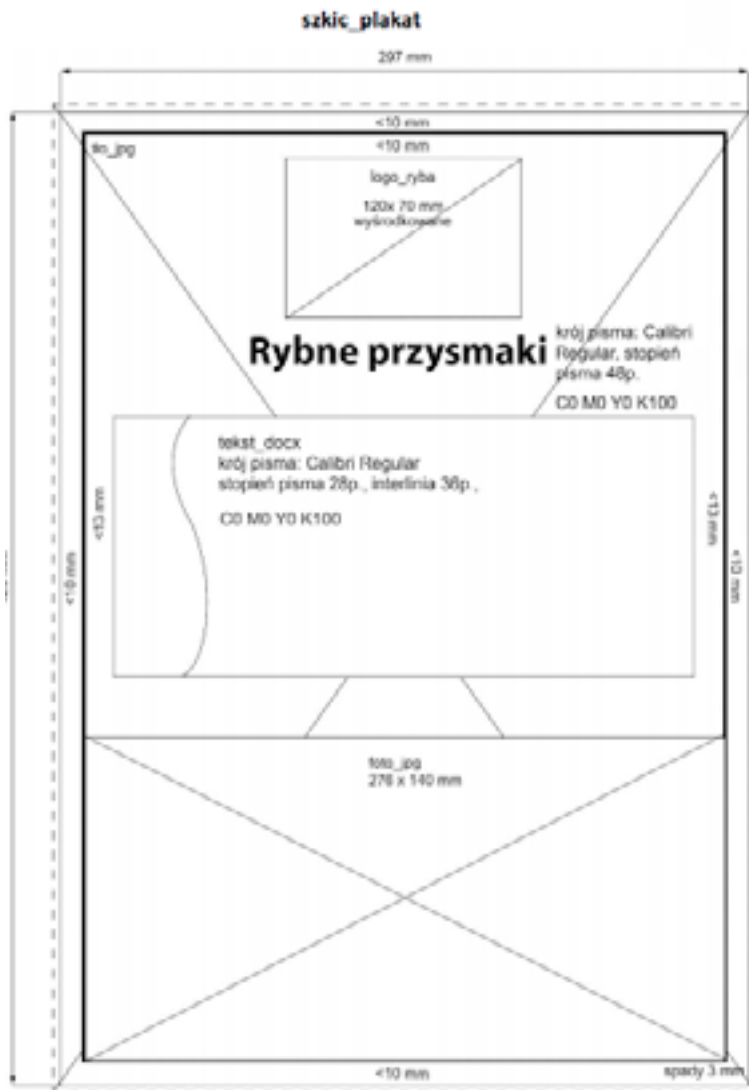 szkic_plakat
297 mm
<10 mm
tło_jpg
<10 mm
logo_ryba
120x 70 mm
wyśrodkowane
Rybne przysmaki
krój pisma: Calibri
Regular, stopień
pisma 48p.
C0 M0 Y0 K100
tekst_docx
krój pisma: Calibri Regular
stopień pisma 28p., interlinia 36p.,
C0 M0 Y0 K100
<13 mm
<13 mm
<10 mm
<10 mm
foto_jpg
276 x 140 mm
<10 mm
spady 3 mm